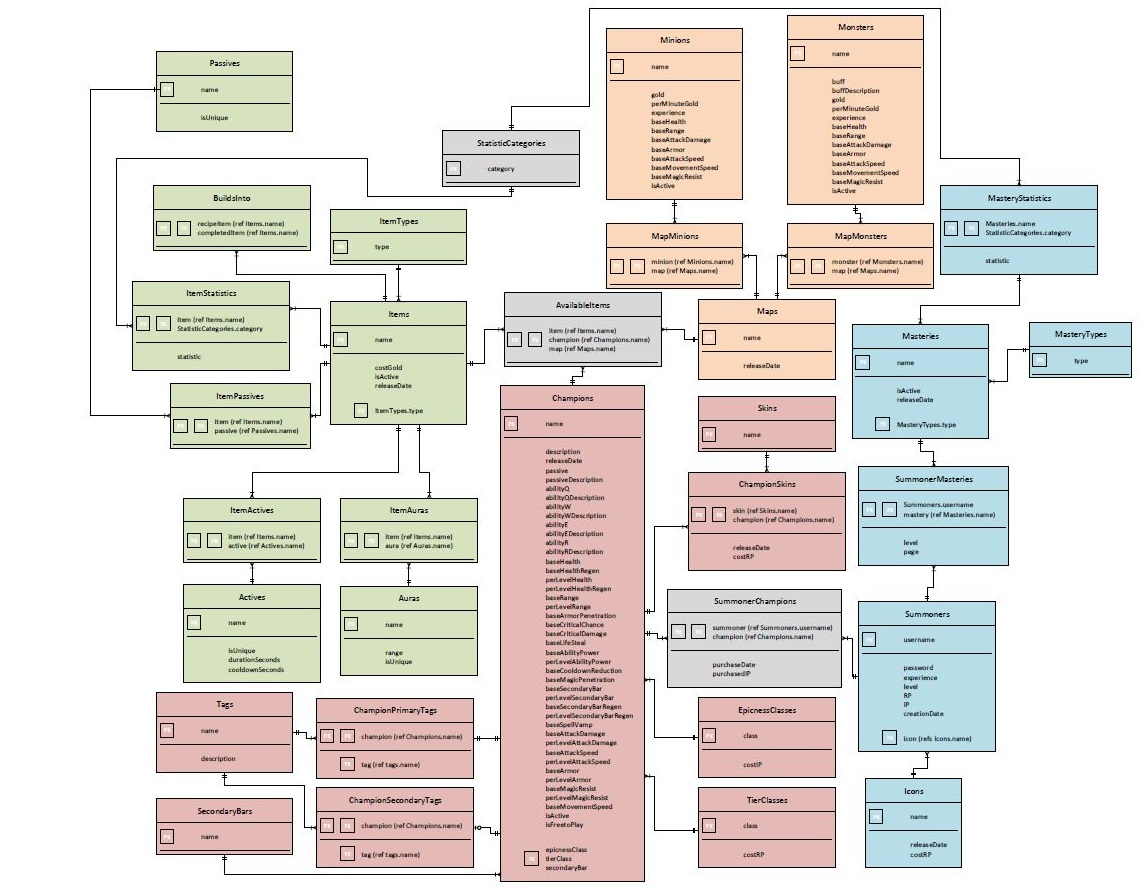 Passives
name
isUnique
StatisticCategories
category
Minions
name
gold
perMinuteGold
experience
baseHealth
baseRange
baseAttackDamage
baseArmor
baseAttackSpeed
baseMovementSpeed
baseMagicResist
isActive
Monsters
name
buff
buffDescription
gold
perMinuteGold
experience
baseHealth
baseRange
baseAttackDamage
baseArmor
baseAttackSpeed
baseMovementSpeed
baseMagicResist
isActive
BuildsInto
recipeItem (ref Items.name)
completedItem (ref Items.name)
ItemTypes
type
MapMinions
minion (ref Minions.name)
map (ref Maps.name)
MapMonsters
monster (ref Monsters.name)
map (ref Maps.name)
MasteryStatistics
Masteries.name
StatisticCategories.category
statistic
ItemStatistics
item (ref Items.name)
StatisticCategories.category
statistic
Items
name
costGold
isActive
releaseDate
ItemTypes.type
AvailableItems
item (ref Items.name)
champion (ref Champions.name)
map (ref Maps.name)
Maps
name
releaseDate
Masteries
name
isActive
releaseDate
MasteryTypes.type
MasteryTypes
type
ItemPassives
item (ref Items.name)
passive (ref Passives.name)
Champions
name
description
releaseDate
passive
passiveDescription
abilityQ
abilityQDescription
abilityW
abilityWDescription
abilityE
abilityEDescription
abilityR
abilityRDescription
baseHealth
baseHealthRegen
perLevelHealth
perLevelHealthRegen
baseRange
perLevelRange
baseArmorPenetration
baseCriticalChance
baseCriticalDamage
baseLifeSteal
baseAbilityPower
perLevelAbilityPower
baseCooldownReduction
baseMagicPenetration
baseSecondaryBar
perLevelSecondaryBar
baseSecondaryBarRegen
perLevelSecondaryBarRegen
baseSpellVamp
baseAttackDamage
perLevelAttackDamage
baseAttackSpeed
perLevelAttackSpeed
baseArmor
perLevelArmor
baseMagicResist
perLevelMagicResist
baseMovementSpeed
isActive
isFreetoPlay
epicnessClass
tierClass
secondaryBar
Skins
name
ChampionSkins
skin (ref Skins.name)
champion (ref Champions.name)
releaseDate
costRP
SummonerMasteries
Summoners.username
mastery (ref Masteries.name)
level
page
ItemActives
item (ref Items.name)
active (ref Actives.name)
ItemAuras
item (ref Items.name)
aura (ref Auras.name)
Actives
name
isUnique
durationSeconds
cooldownSeconds
Auras
name
range
isUnique
SummonerChampions
summoner (ref Summoners.username)
champion (ref Champions.name)
purchaseDate
purchasedIP
Summoners
username
password
experience
level
RP
IP
creationDate
icon (refs Icons.name)
Tags
name
description
ChampionPrimaryTags
champion (ref Champions.name)
tag (ref tags.name)
EpicnessClasses
class
costIP
SecondaryBars
name
ChampionSecondaryTags
champion (ref Champions.name)
tag (ref tags.name)
TierClasses
class
costRP
Icons
name
releaseDate
costRP